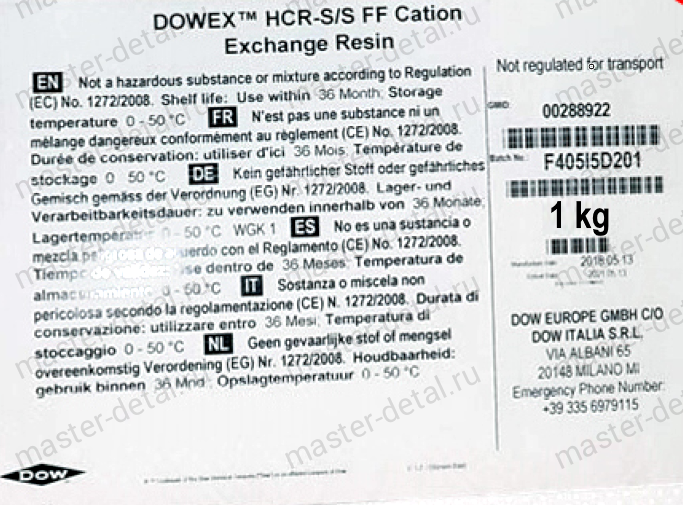 DOWEX™ HCR-S/S FF Cation
Exchange Resin
EN Not a hazardous substance or mixture according to Regulation
(EC) No. 1272/2008. Shelf life: Use within 36 Month; Storage
temperature 0 - 50 °C FR N'est pas une substance ni un
mélange dangereux conformément au règlement (CE) No. 1272/2008.
Durée de conservation: utiliser d'ici 36 Mois; Température de
stockage 0 50 °C DE Kein gefährlicher Stoff oder gefährliches
Gemisch gemäss der Verordnung (EG) Nr. 1272/2008. Lager- und
Verarbeitbarkeitsdauer: zu verwenden innerhalb von 36 Monate;
Lagertemperatur 0 - 50 °C WGK 1 ES No es una sustancia o
mezcla acuerdo con el Reglamento (CE) No. 1272/2008.
Tiempo dentro de 36 Meses; Temperatura de
0 - 50 °C IT Sostanza o miscela non
pericolosa secondo la regolamentazione (CE) N. 1272/2008. Durata di
conservazione: utilizzare entro 36 Mesi; Temperatura di
stoccaggio 0 - 50 °C NL Geen gevaarlijke stof of mengsel
overeenkomstig Verordening (EG) Nr. 1272/2008. Houdbaarheid:
gebruik binnen 36 Mnd; Opslagtemperatuur 0 - 50 °C
DOW
Not regulated for transport
GMID: 00288922
Batch No.: F405I5D201
1 kg
2018.05.13
2021.05.13
DOW EUROPE GMBH C/O
DOW ITALIA S.R.L.
VIA ALBANI 65
20148 MILANO MI
Emergency Phone Number:
+39 335 6979115
master-detal.ru